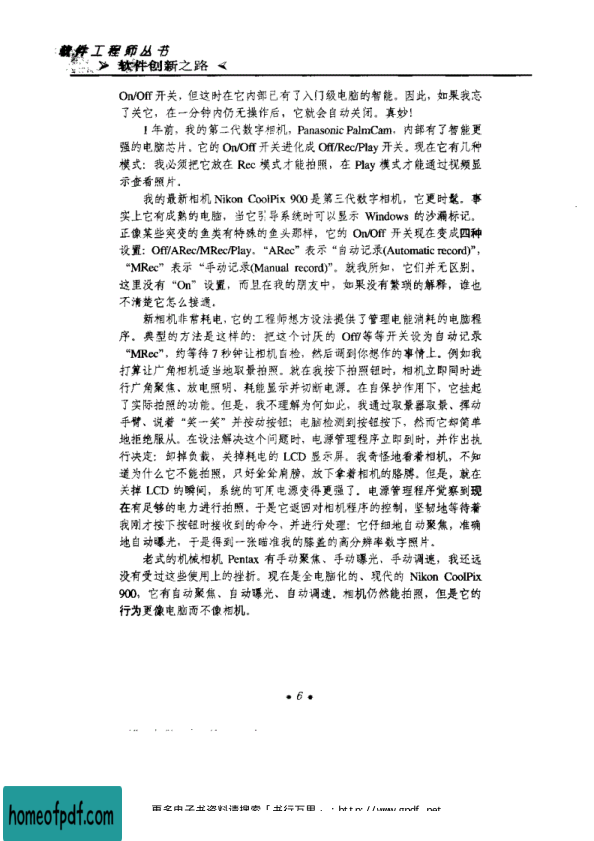 软件工程师丛书
软件创新之路
On/Off 开关，但这时在它内部已有了入门级电脑的智能。因此，如果我忘
了关它，在一分钟内仍无操作后，它就会自动关闭。真妙！
1 年前，我的第二代数字相机，Panasonic PalmCam，内部有了智能更
强的电脑芯片。它的 On/Off 开关进化成 Off/Rec/Play 开关。现在它有几种
模式：我必须把它放在 Rec 模式才能拍照，在 Play 模式才能通过视频显
示查看照片。
我的最新相机 Nikon CoolPix 900 是第三代数字相机，它更时髦。事
实上它有成熟的电脑，当它引导系统时可以显示 Windows 的沙漏标记。
正像某些突变的鱼类有特殊的鱼头那样，它的 On/Off 开关现在变成四种
设置：Off/ARec/MRec/Play，“ARec”表示“自动记录(Automatic record)”，
“MRec”表示“手动记录(Manual record)”。就我所知，它们并无区别。
这里没有“On”设置，而且在我的朋友中，如果没有繁琐的解释，谁也
不清楚它怎么接通。
新相机非常耗电，它的工程师想方设法提供了管理电能消耗的电脑程
序。典型的方法是这样的：把这个讨厌的 Off/等等开关设为自动记录
“MRec”，约等待 7 秒钟让相机自检，然后调到你想作的事情上。例如我
打算让广角相机适当地取景拍照。就在我按下拍照钮时，相机立即同时进
行广角聚焦、放电照明、耗能显示并切断电源。在自保护作用下，它挂起
了实际拍照的功能。但是，我不理解为何如此，我通过取景器取景、挥动
手臂、说着“笑一笑”并按动按钮；电脑检测到按钮按下，然而它却简单
地拒绝服从。在设法解决这个问题时，电源管理程序立即到时，并作出执
行决定：卸掉负载，关掉耗电的 LCD 显示屏。我奇怪地看着相机，不知
道为什么它不能拍照，只好耸耸肩膀，放下拿着相机的胳膊。但是，就在
关掉 LCD 的瞬间，系统的可用电源变得更强了。电源管理程序觉察到现
在有足够的电力进行拍照。于是它返回对相机程序的控制，坚韧地等待着
我刚才按下按钮时接收到的命令，并进行处理：它仔细地自动聚焦，准确
地自动曝光，于是得到一张瞄准我的膝盖的高分辨率数字照片。
老式的机械相机 Pentax 有手动聚焦、手动曝光，手动调速，我还远
没有受过这些使用上的挫折。现在是全电脑化的、现代的 Nikon CoolPix
900，它有自动聚焦、自动曝光、自动调速。相机仍然能拍照，但是它的
行为更像电脑而不像相机。
• 6 •
homeofpdf.com